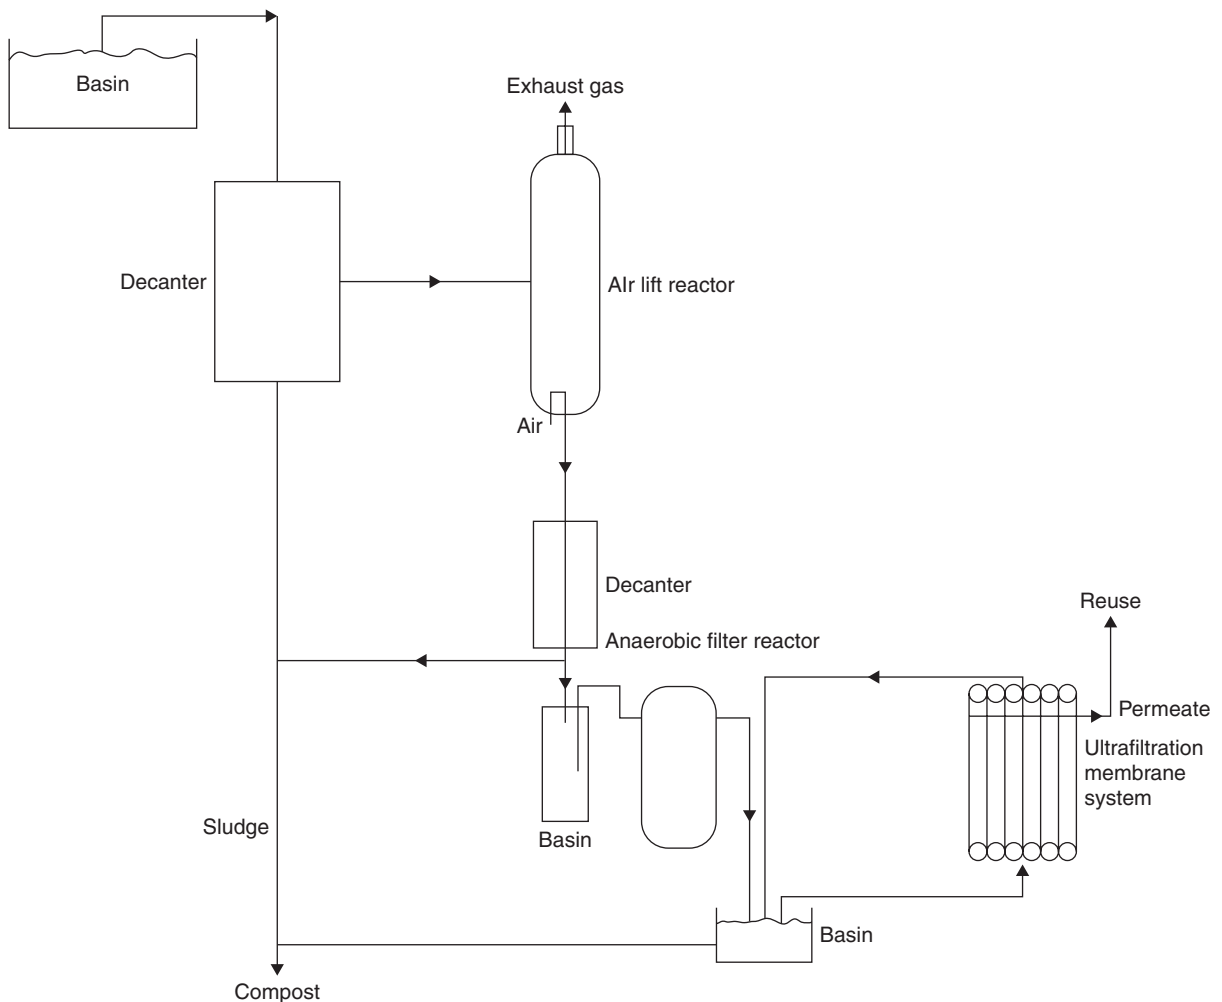 Basin
Exhaust gas
Decanter
AIr lift reactor
Air
Decanter
Anaerobic filter reactor
Reuse
Permeate
Ultrafiltration
membrane
system
Sludge
Basin
Basin
Compost